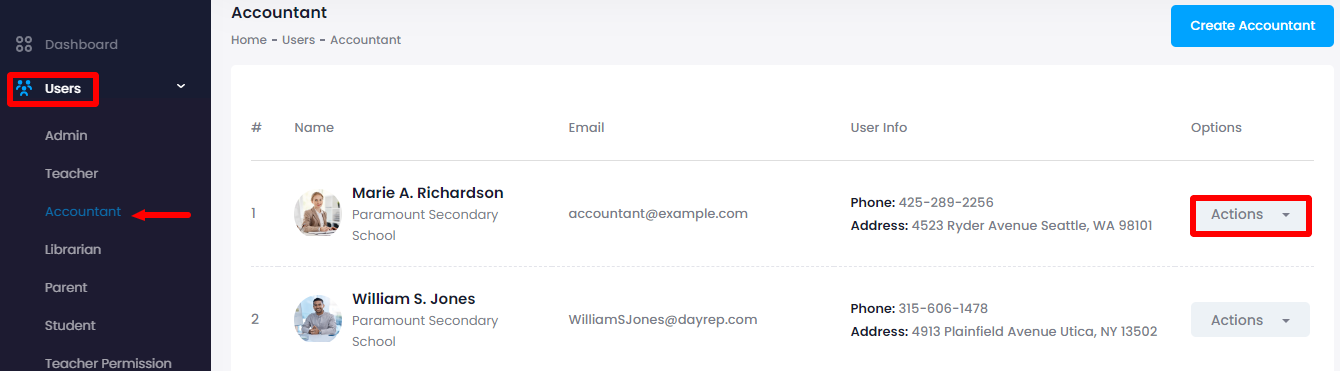 Accountant
Home - Users - Accountant
Create Accountant
Dashboard
Users
Admin
Teacher
Accountant
Librarian
Parent
Student
Teacher Permission
# Name Email User Info Options
1 Marie A. Richardson
Paramount Secondary
School
accountant@example.com
Phone: 425-289-2256
Address: 4523 Ryder Avenue Seattle, WA 98101
Actions
2 William S. Jones
Paramount Secondary
School
WilliamSJones@dayrep.com
Phone: 315-606-1478
Address: 4913 Plainfield Avenue Utica, NY 13502
Actions